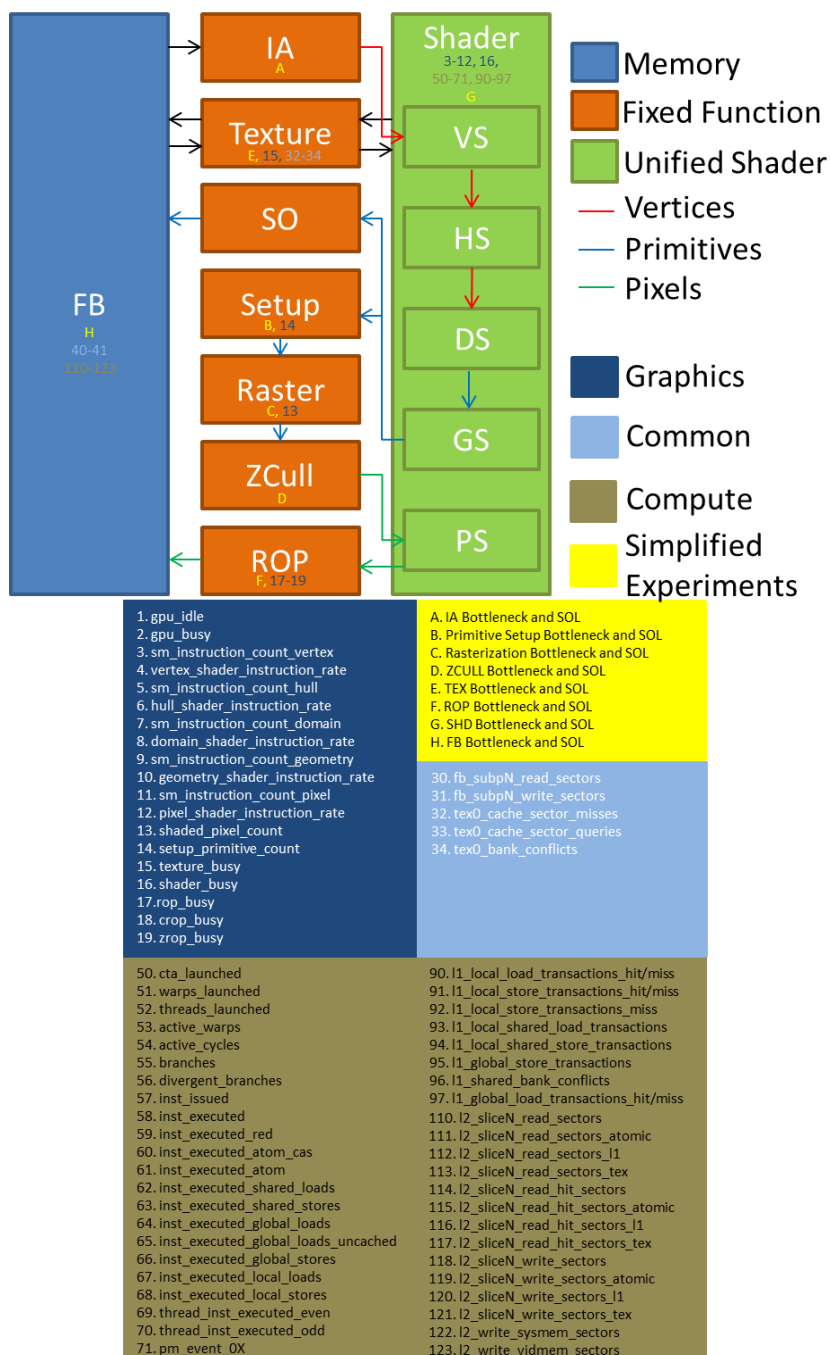 IA
A
Texture
E, 15, 32-34
SO
Setup
B, 14
Raster
C, 13
ZCull
D
ROP
F, 17-19
FB
H
40-41
110-123
Shader
3-12, 16,
50-71, 90-97
G
VS
HS
DS
GS
PS
Memory
Fixed Function
Unified Shader
Vertices
Primitives
Pixels
Graphics
Common
Compute
Simplified
Experiments
1. gpu_idle
2. gpu_busy
3. sm_instruction_count_vertex
4. vertex_shader_instruction_rate
5. sm_instruction_count_hull
6. hull_shader_instruction_rate
7. sm_instruction_count_domain
8. domain_shader_instruction_rate
9. sm_instruction_count_geometry
10. geometry_shader_instruction_rate
11. sm_instruction_count_pixel
12. pixel_shader_instruction_rate
13. shaded_pixel_count
14. setup_primitive_count
15. texture_busy
16. shader_busy
17.rop_busy
18. crop_busy
19. zrop_busy
A. IA Bottleneck and SOL
B. Primitive Setup Bottleneck and SOL
C. Rasterization Bottleneck and SOL
D. ZCULL Bottleneck and SOL
E. TEX Bottleneck and SOL
F. ROP Bottleneck and SOL
G. SHD Bottleneck and SOL
H. FB Bottleneck and SOL
30. fb_subpN_read_sectors
31. fb_subpN_write_sectors
32. tex0_cache_sector_misses
33. tex0_cache_sector_queries
34. tex0_bank_conflicts
50. cta_launched
51. warps_launched
52. threads_launched
53. active_warps
54. active_cycles
55. branches
56. divergent_branches
57. inst_issued
58. inst_executed
59. inst_executed_red
60. inst_executed_atom_cas
61. inst_executed_atom
62. inst_executed_shared_loads
63. inst_executed_shared_stores
64. inst_executed_global_loads
65. inst_executed_global_loads_uncached
66. inst_executed_global_stores
67. inst_executed_local_loads
68. inst_executed_local_stores
69. thread_inst_executed_even
70. thread_inst_executed_odd
71. pm_event_0X
90. l1_local_load_transactions_hit/miss
91. l1_local_store_transactions_hit/miss
92. l1_local_store_transactions_miss
93. l1_local_shared_load_transactions
94. l1_local_shared_store_transactions
95. l1_global_store_transactions
96. l1_shared_bank_conflicts
97. l1_global_load_transactions_hit/miss
110. l2_sliceN_read_sectors
111. l2_sliceN_read_sectors_atomic
112. l2_sliceN_read_sectors_l1
113. l2_sliceN_read_sectors_tex
114. l2_sliceN_read_hit_sectors
115. l2_sliceN_read_hit_sectors_atomic
116. l2_sliceN_read_hit_sectors_l1
117. l2_sliceN_read_hit_sectors_tex
118. l2_sliceN_write_sectors
119. l2_sliceN_write_sectors_atomic
120. l2_sliceN_write_sectors_l1
121. l2_sliceN_write_sectors_tex
122. l2_write_sysmem_sectors
123. l2_write_vidmem_sectors